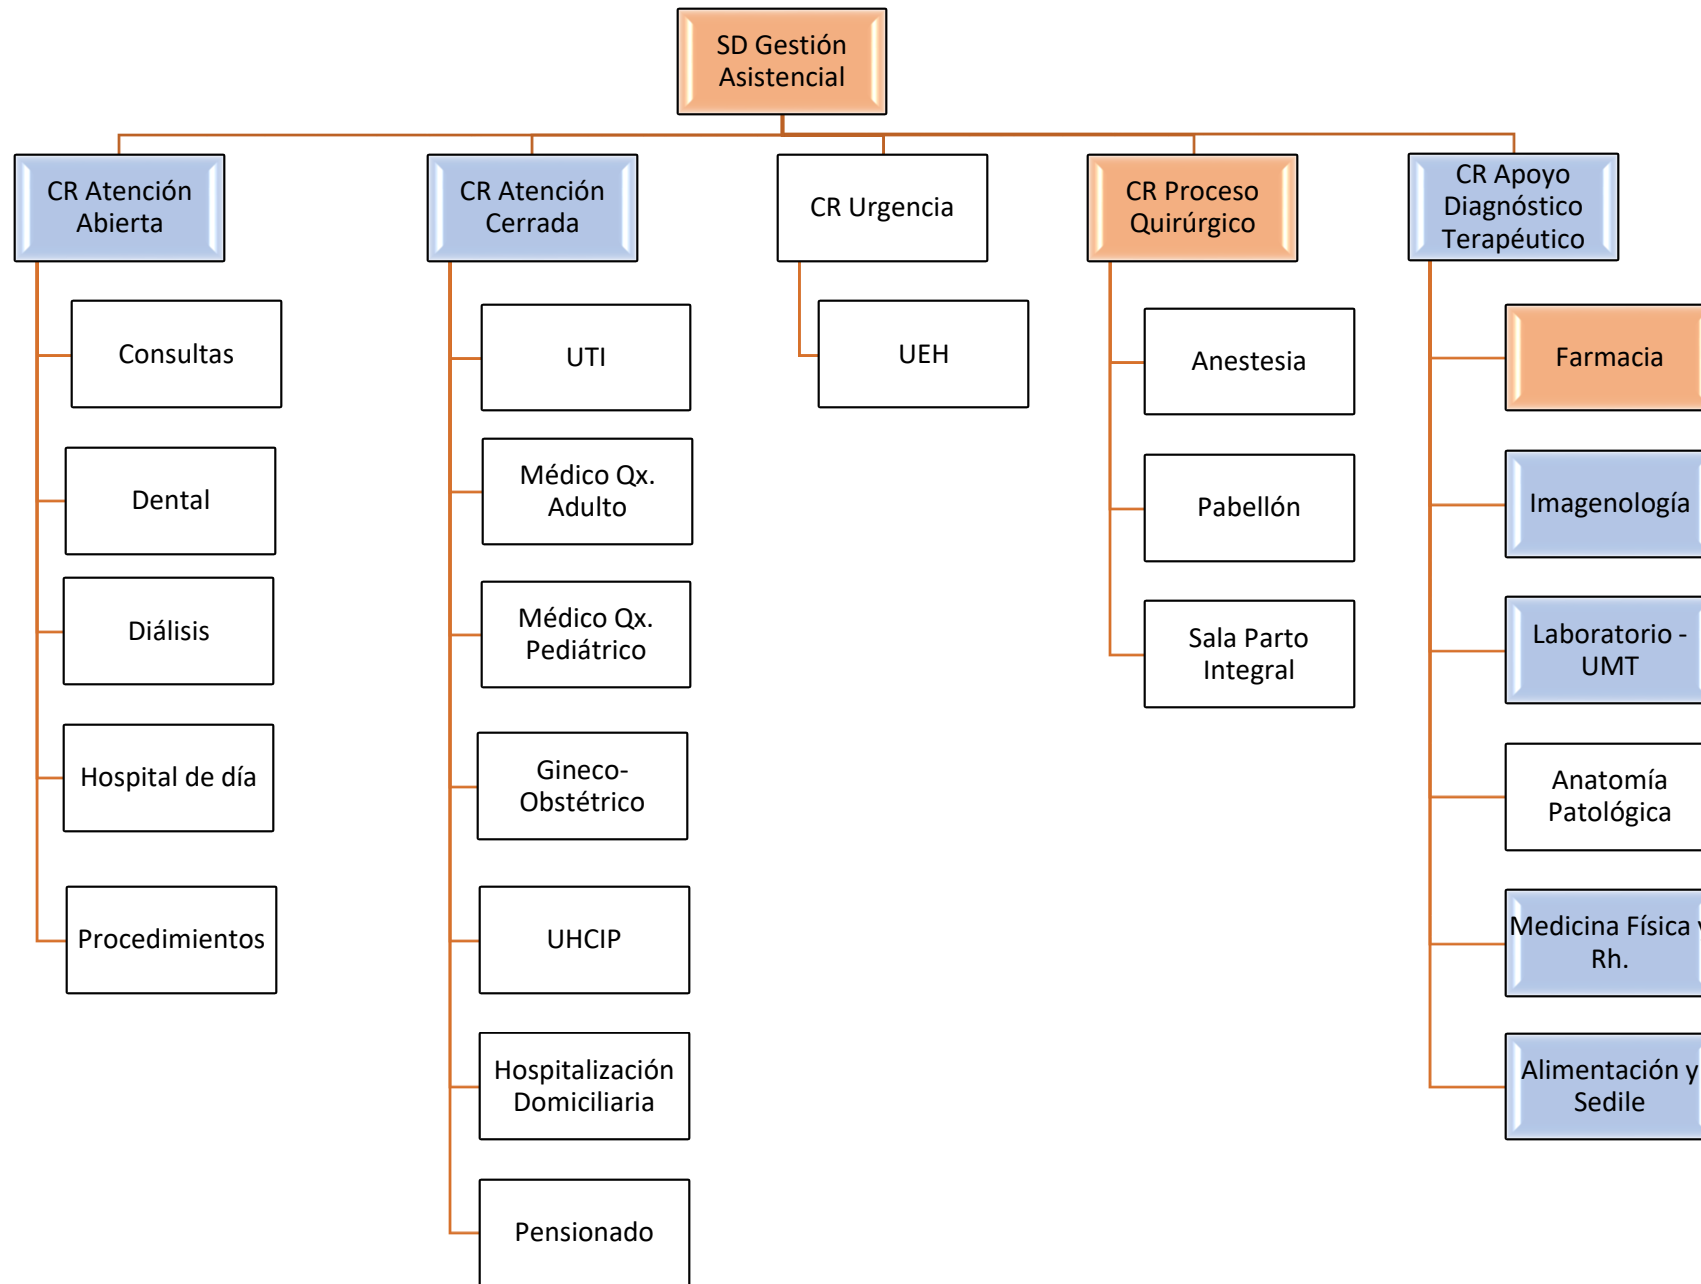 SD Gestión
Asistencial
CR Atención
Abierta
CR Atención
Cerrada
CR Urgencia
CR Proceso
Quirúrgico
CR Apoyo
Diagnóstico
Terapéutico
Consultas
Dental
Diálisis
Hospital de día
Procedimientos
UTI
Médico Qx.
Adulto
Médico Qx.
Pediátrico
Gineco-
Obstétrico
UHCIP
Hospitalización
Domiciliaria
Pensionado
UEH
Anestesia
Pabellón
Sala Parto
Integral
Farmacia
Imagenología
Laboratorio -
UMT
Anatomía
Patológica
Medicina Física y
Rh.
Alimentación y
Sedile